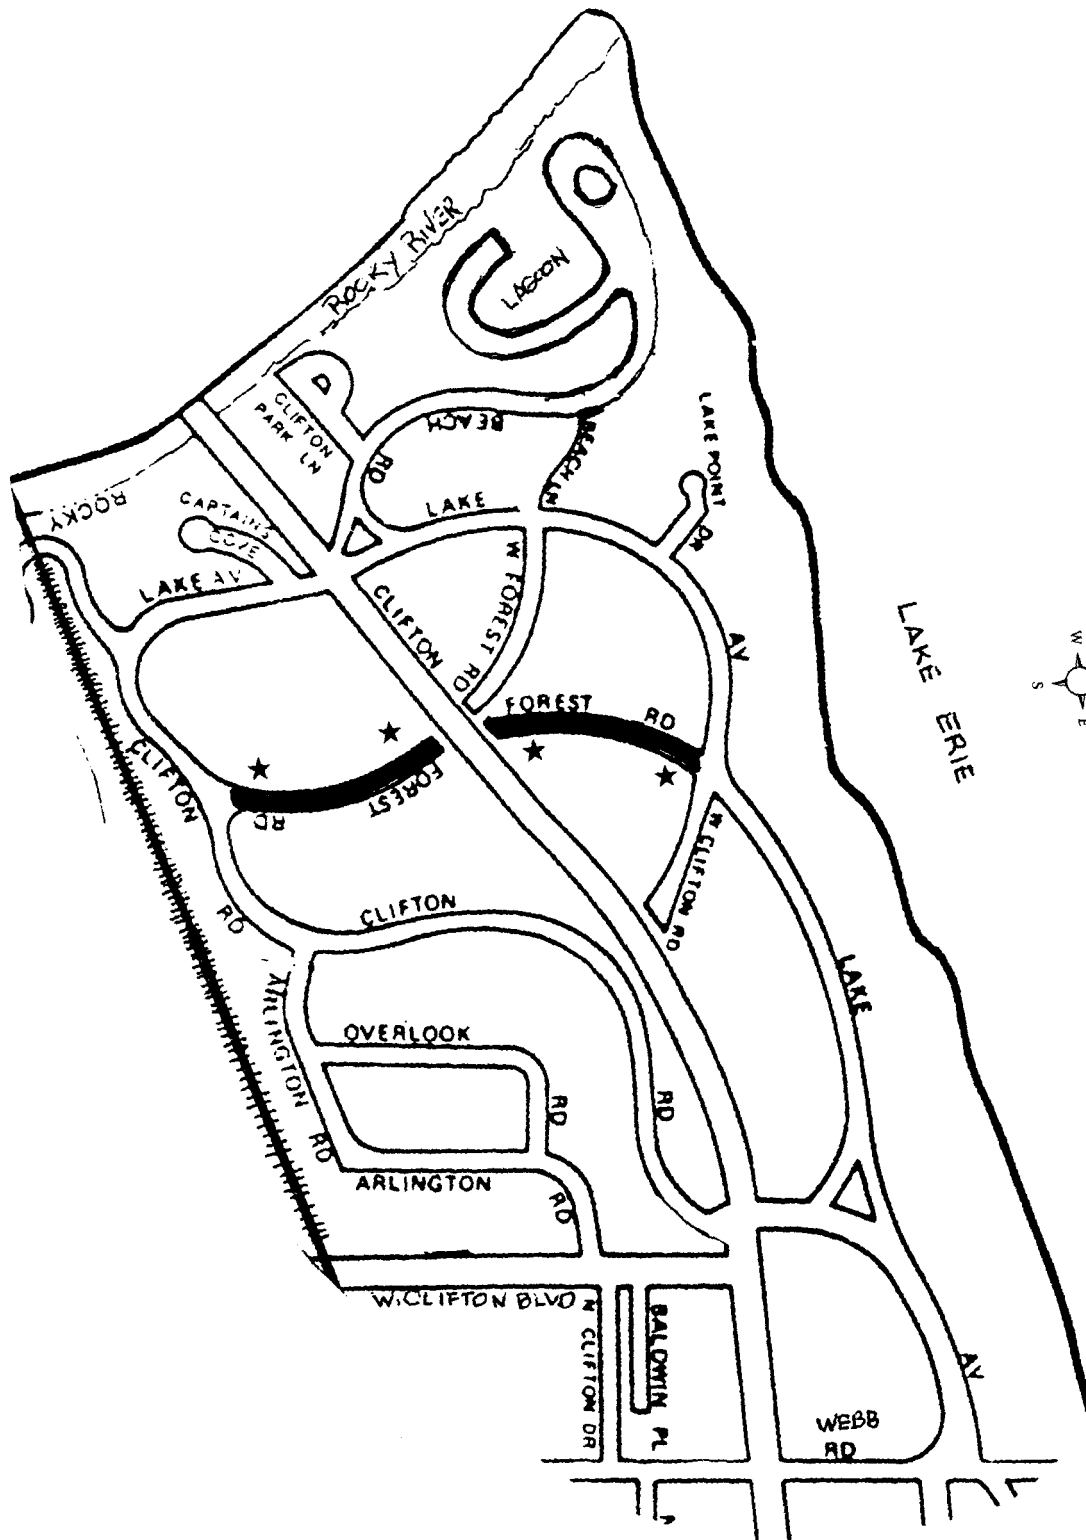 ROCKY RIVER
LAGOON
CLIFTON
PARK LN
BEACH
RD
BEACH LN
LAKE POINT
DR
ROCKY
CAPTAINS
COVE
LAKE AV
LAKE
AV
W FOREST RD
CLIFTON
FOREST
RD
LAKE ERIE
W
S
E
CLIFTON
RD
FOREST
RD
W CLIFTON RD
CLIFTON
RD
LAKE
AV
ARLINGTON
RD
OVERLOOK
RD
ARLINGTON
RD
W. CLIFTON BLVD
N CLIFTON DR
BALDWIN PL
WEBB
RD